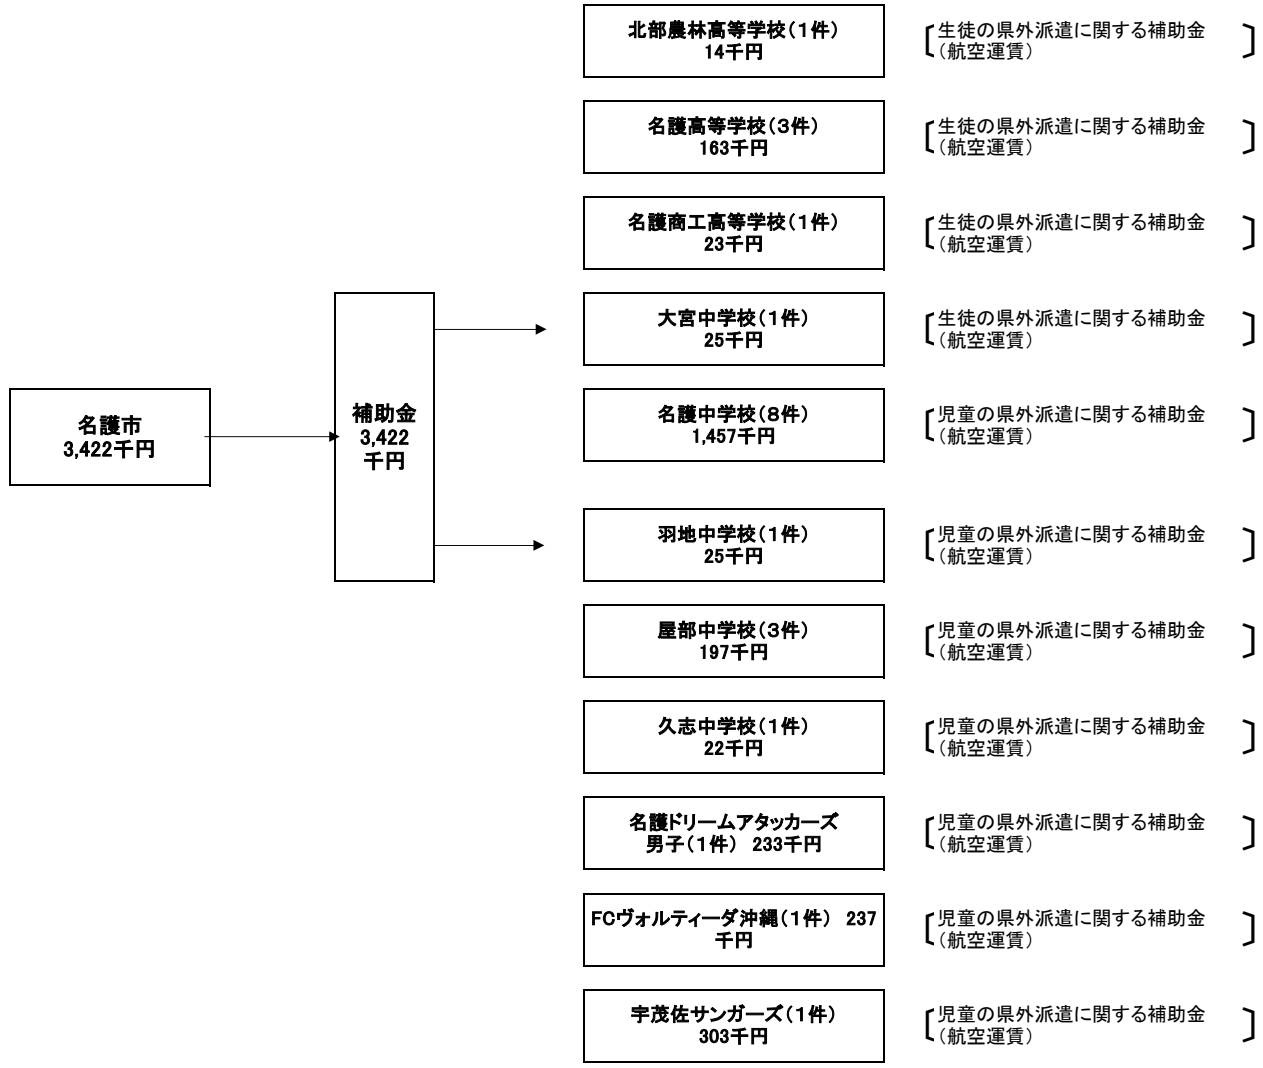 北部農林高等学校（１件）
14千円
〔生徒の県外派遣に関する補助金
（航空運賃）〕
名護高等学校（３件）
163千円
〔生徒の県外派遣に関する補助金
（航空運賃）〕
名護商工高等学校（１件）
23千円
〔生徒の県外派遣に関する補助金
（航空運賃）〕
大宮中学校（１件）
25千円
〔生徒の県外派遣に関する補助金
（航空運賃）〕
名護市
3,422千円
補助金
3,422
千円
名護中学校（８件）
1,457千円
〔児童の県外派遣に関する補助金
（航空運賃）〕
羽地中学校（１件）
25千円
〔児童の県外派遣に関する補助金
（航空運賃）〕
屋部中学校（３件）
197千円
〔児童の県外派遣に関する補助金
（航空運賃）〕
久志中学校（１件）
22千円
〔児童の県外派遣に関する補助金
（航空運賃）〕
名護ドリームアタッカーズ
男子（１件）　233千円
〔児童の県外派遣に関する補助金
（航空運賃）〕
FCヴォルティーダ沖縄（１件）　237
千円
〔児童の県外派遣に関する補助金
（航空運賃）〕
宇茂佐サンガーズ（１件）
303千円
〔児童の県外派遣に関する補助金
（航空運賃）〕